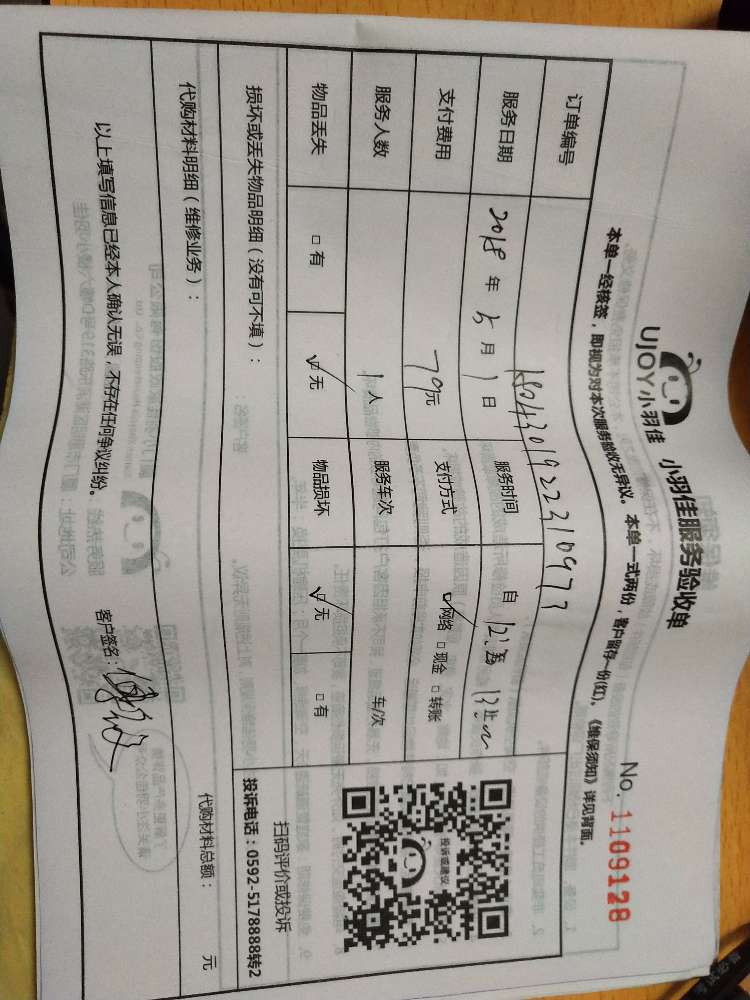 UJOY小羽佳 小羽佳服务验收单 No. 1109128
本单一经核签，即视为对本次服务验收无异议。本单一式两份，客户留存一份(红)。《维保须知》详见背面。
订单编号 18043019222310977
服务日期 2018 年 5 月 1 日 服务时间 自
支付费用 79元 支付方式 ☑网络 □现金 □转账
服务人数 1人 服务车次 车/次
物品丢失 □有 ☑无 物品损坏 ☑无 □有
投诉或建议
扫码评价或投诉
投诉电话：0592-5178888转2
损坏或丢失物品明细（没有可不填）：
代购材料明细（维修业务）： 代购材料总额： 元
以上填写信息已经本人确认无误，不存在任何争议纠纷。 客户签名：